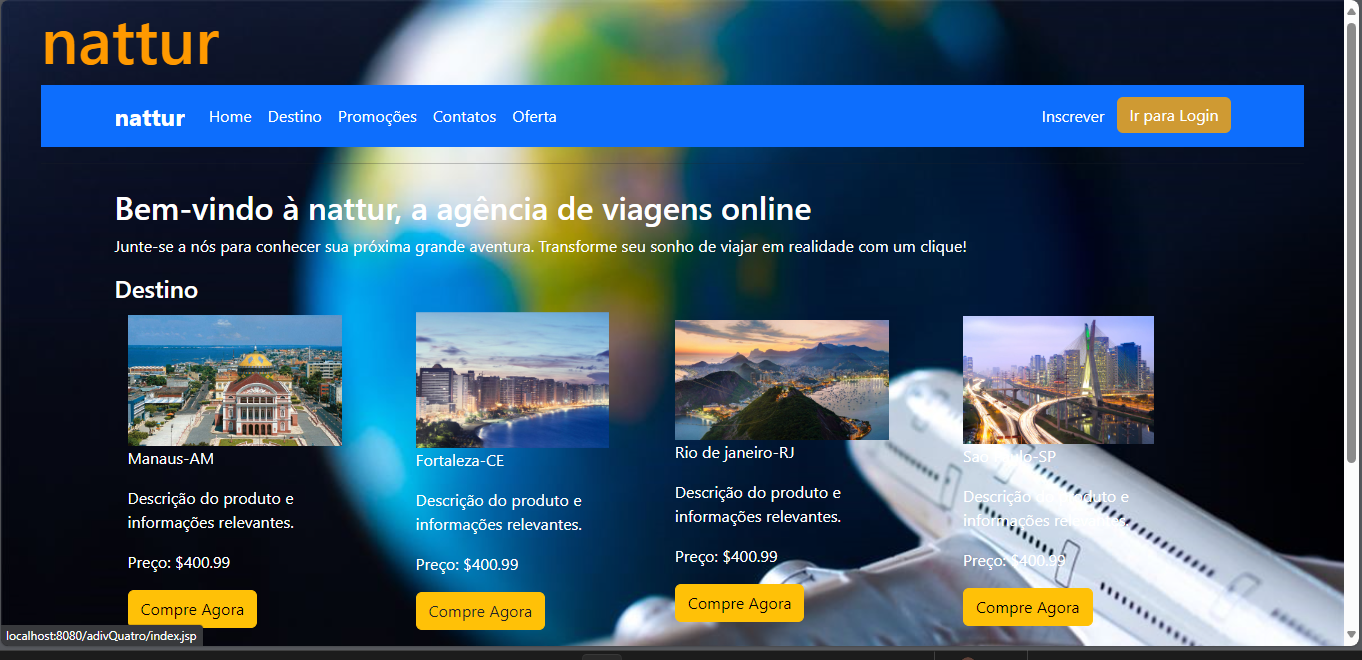 nattur
nattur Home Destino Promoções Contatos Oferta Inscrever Ir para Login
Bem-vindo à nattur, a agência de viagens online
Junte-se a nós para conhecer sua próxima grande aventura. Transforme seu sonho de viajar em realidade com um clique!
Destino
Manaus-AM
Descrição do produto e
informações relevantes.
Preço: $400.99
Compre Agora
Fortaleza-CE
Descrição do produto e
informações relevantes.
Preço: $400.99
Compre Agora
Rio de janeiro-RJ
Descrição do produto e
informações relevantes.
Preço: $400.99
Compre Agora
Sao Paulo-SP
Descrição do produto e
informações relevantes.
Preço: $400.99
Compre Agora
localhost:8080/adivQuatro/index.jsp